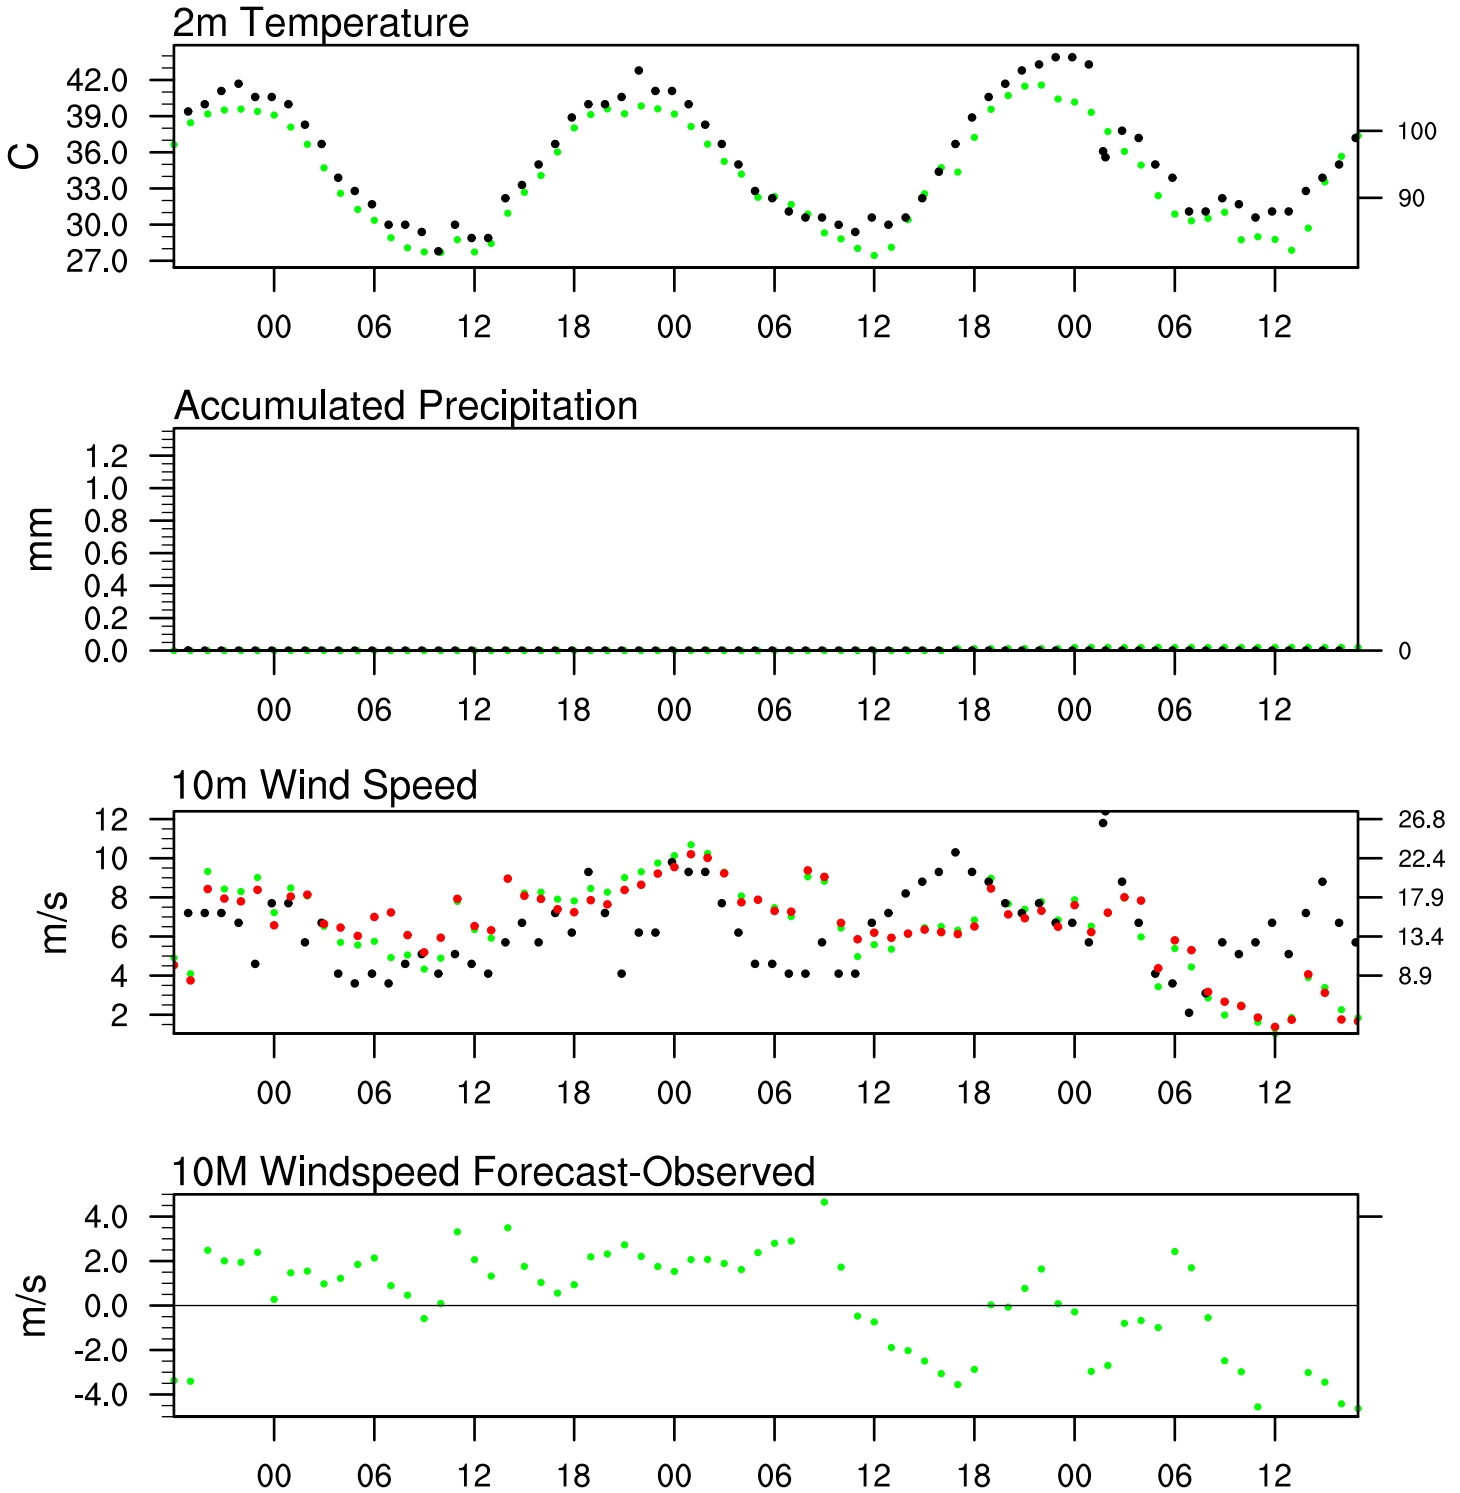 2m Temperature
C
42.0
39.0
36.0
33.0
30.0
27.0
100
90
00 06 12 18 00 06 12 18 00 06 12
Accumulated Precipitation
mm
1.2
1.0
0.8
0.6
0.4
0.2
0.0
0
00 06 12 18 00 06 12 18 00 06 12
10m Wind Speed
m/s
12
10
8
6
4
2
26.8
22.4
17.9
13.4
8.9
00 06 12 18 00 06 12 18 00 06 12
10M Windspeed Forecast-Observed
m/s
4.0
2.0
0.0
-2.0
-4.0
00 06 12 18 00 06 12 18 00 06 12